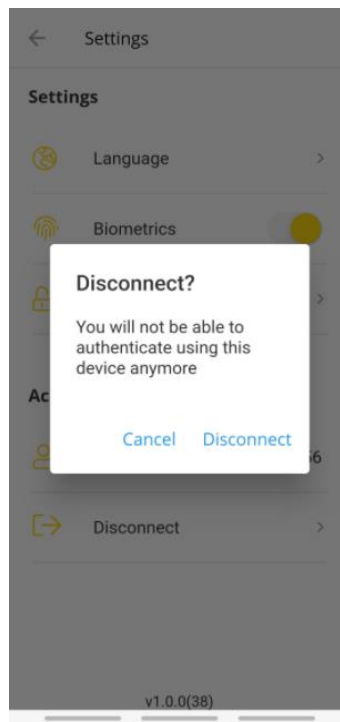 Settings
Settings
Language
Biometrics
Disconnect?
You will not be able to
authenticate using this
device anymore
Ac
Cancel Disconnect
Disconnect
v1.0.0(38)